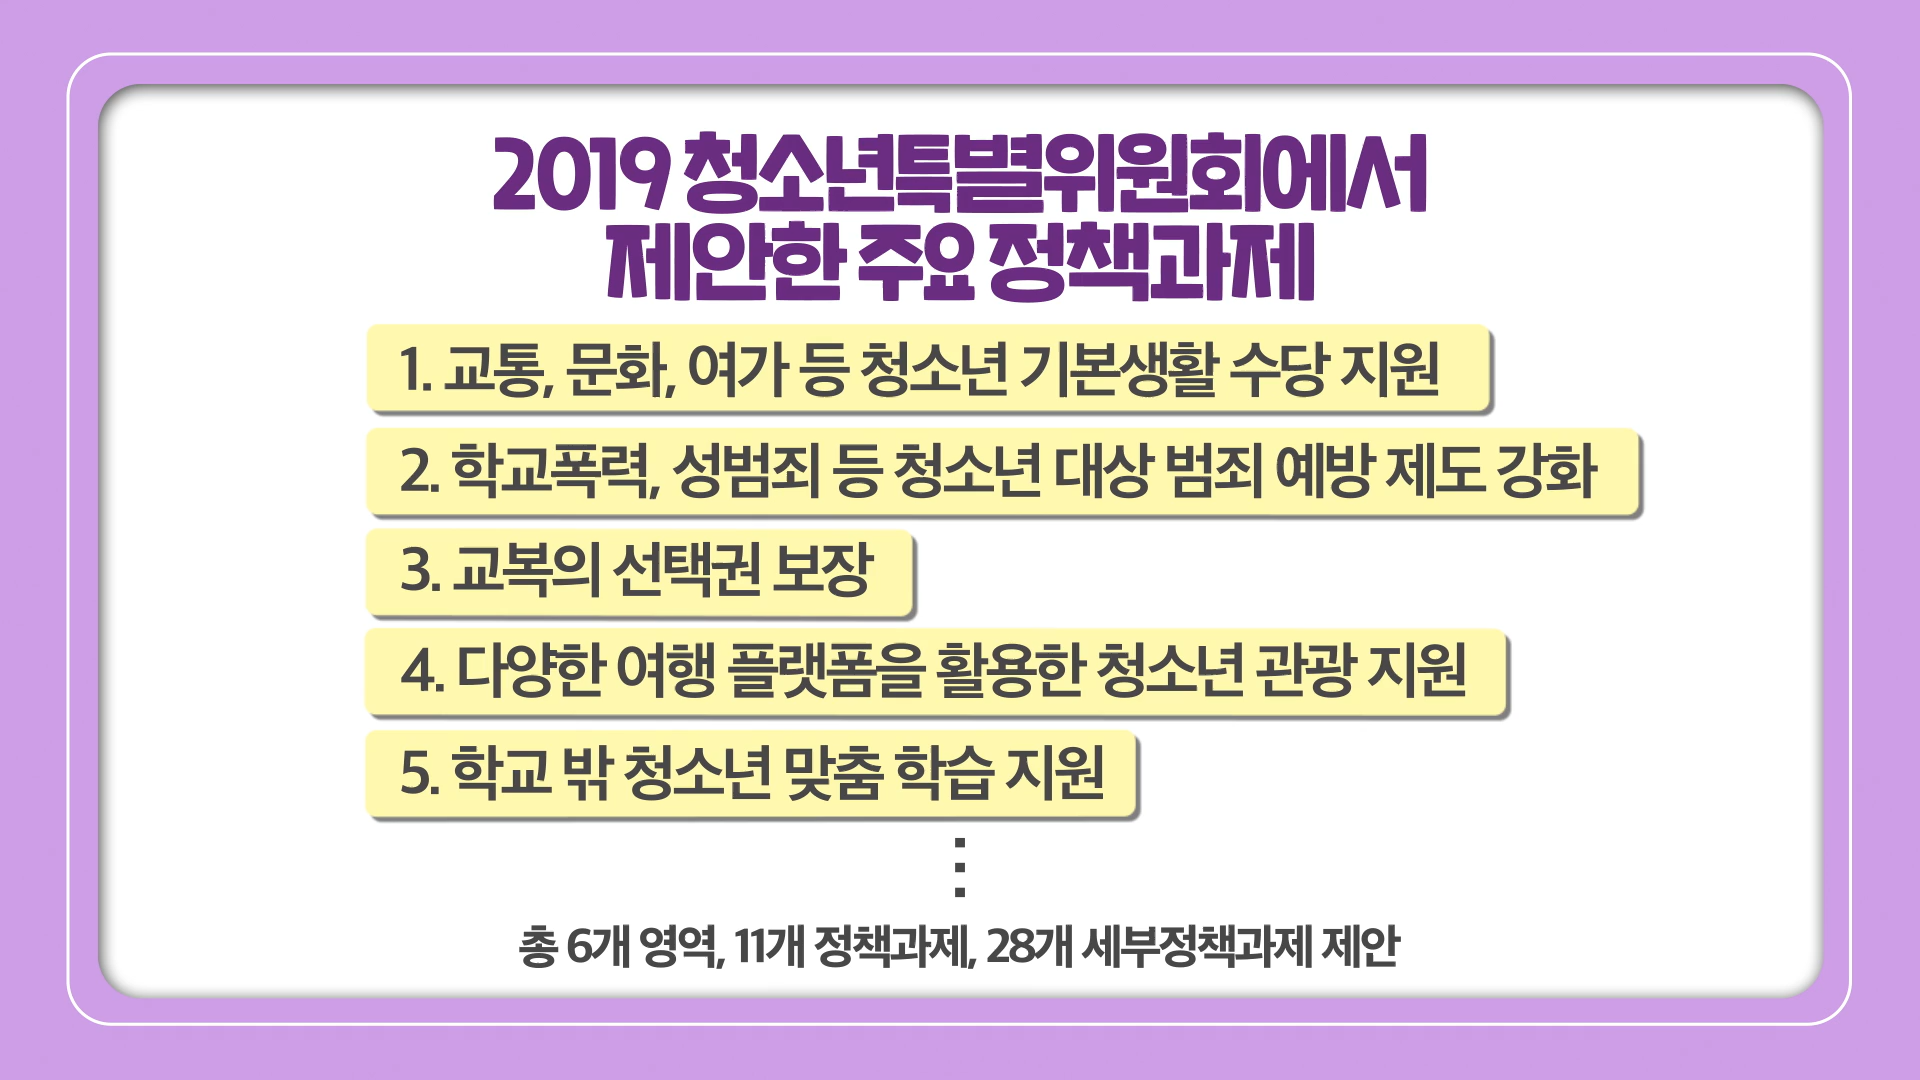 2019 청소년특별위원회에서
제안한 주요 정책과제
1. 교통, 문화, 여가 등 청소년 기본생활 수당 지원
2. 학교폭력, 성범죄 등 청소년 대상 범죄 예방 제도 강화
3. 교복의 선택권 보장
4. 다양한 여행 플랫폼을 활용한 청소년 관광 지원
5. 학교 밖 청소년 맞춤 학습 지원
⋮
총 6개 영역, 11개 정책과제, 28개 세부정책과제 제안